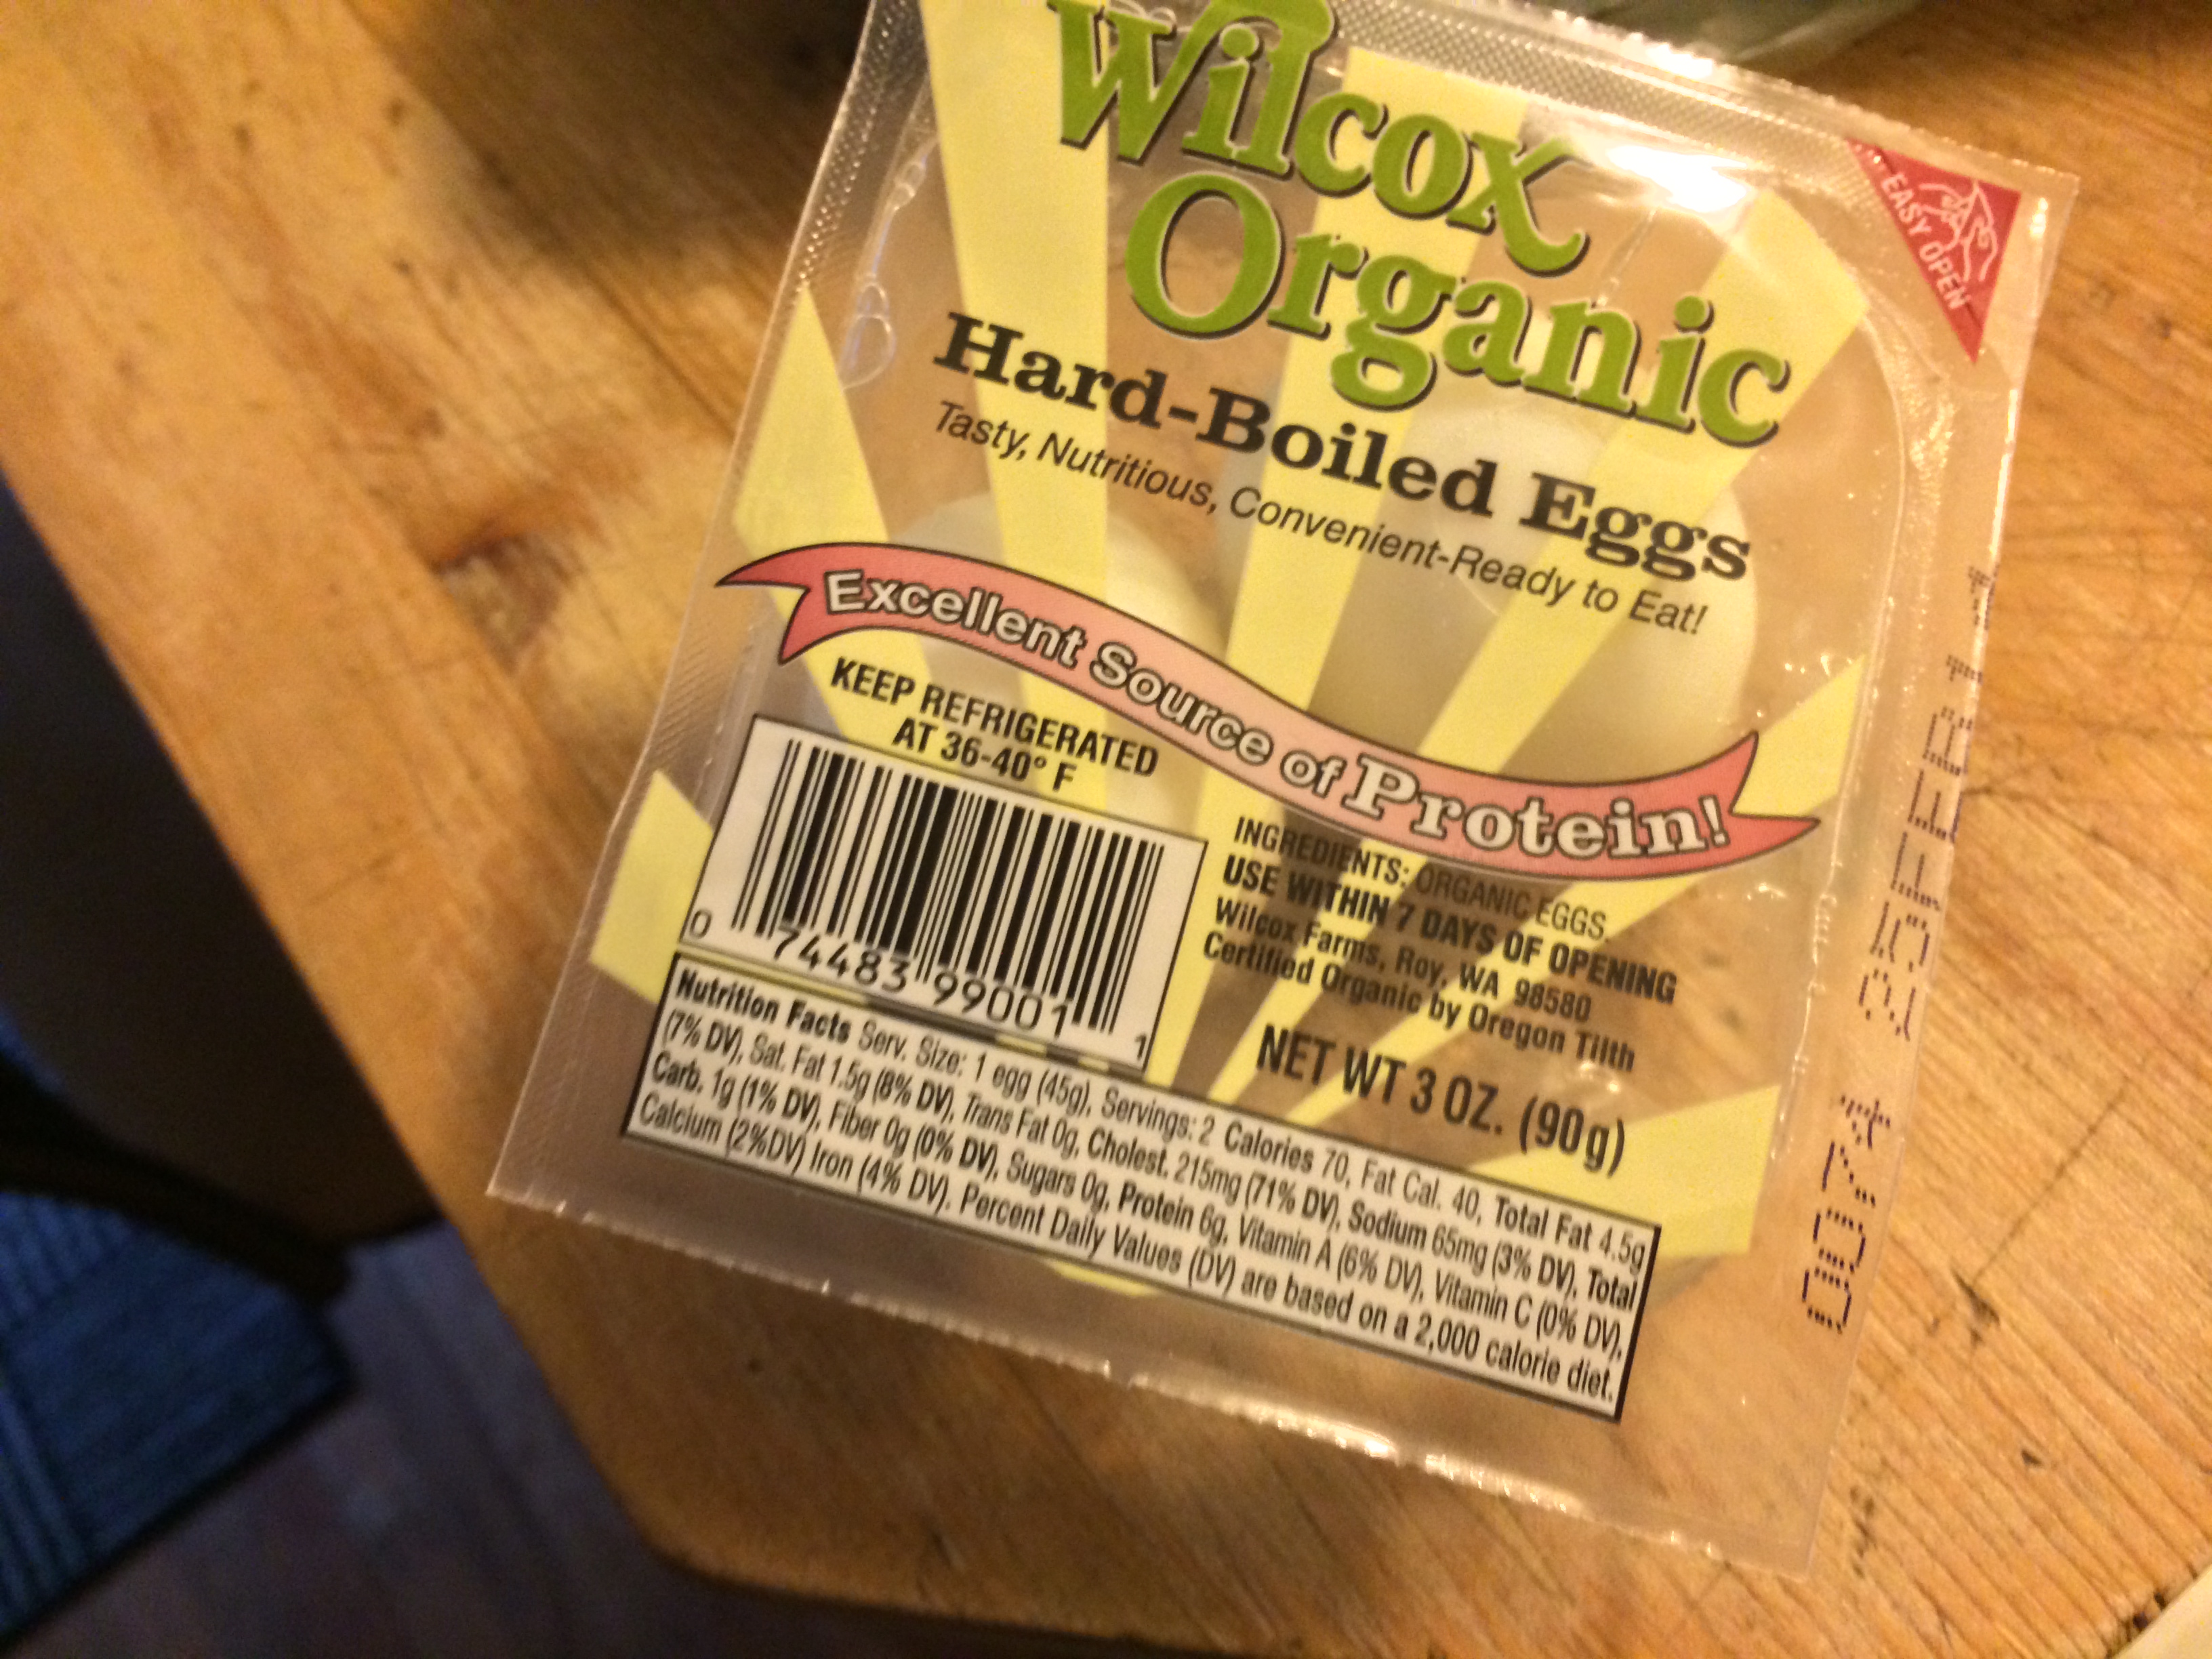 Wilcox
Organic
EASY OPEN
Hard-Boiled Eggs
Tasty, Nutritious, Convenient-Ready to Eat!
Excellent Source of Protein!
KEEP REFRIGERATED
AT 36-40° F
INGREDIENTS: ORGANIC EGGS.
USE WITHIN 7 DAYS OF OPENING
Wilcox Farms, Roy, WA 98580
Certified Organic by Oregon Tilth
NET WT 3 OZ. (90g)
0 74483 99001 1
Nutrition Facts Serv. Size: 1 egg (45g), Servings: 2 Calories 70, Fat Cal. 40, Total Fat 4.5g
(7% DV), Sat. Fat 1.5g (8% DV), Trans Fat 0g, Cholest. 215mg (71% DV), Sodium 65mg (3% DV), Total
Carb. 1g (1% DV), Fiber 0g (0% DV), Sugars 0g, Protein 6g, Vitamin A (6% DV), Vitamin C (0% DV),
Calcium (2%DV) Iron (4% DV). Percent Daily Values (DV) are based on a 2,000 calorie diet.
007A